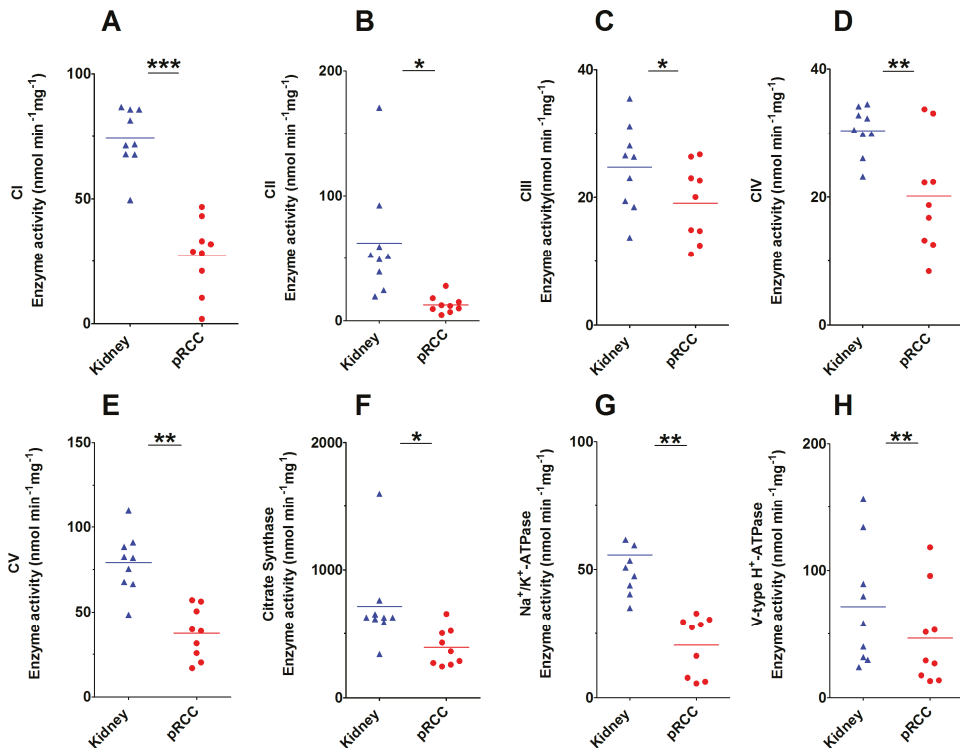 A
***
CI
Enzyme activity (nmol min⁻¹mg⁻¹)
100
50
0
Kidney
pRCC
B
*
CII
Enzyme activity (nmol min⁻¹mg⁻¹)
200
100
0
Kidney
pRCC
C
*
CIII
Enzyme activity(nmol min⁻¹mg⁻¹)
40
20
0
Kidney
pRCC
D
**
CIV
Enzyme activity (nmol min⁻¹mg⁻¹)
40
20
0
Kidney
pRCC
E
**
CV
Enzyme activity (nmol min⁻¹mg⁻¹)
150
100
50
0
Kidney
pRCC
F
*
Citrate Synthase
Enzyme activity (nmol min⁻¹mg⁻¹)
2000
1000
0
Kidney
pRCC
G
**
Na⁺/K⁺-ATPase
Enzyme activity (nmol min⁻¹mg⁻¹)
100
50
0
Kidney
pRCC
H
**
V-type H⁺-ATPase
Enzyme activity (nmol min⁻¹mg⁻¹)
200
100
0
Kidney
pRCC